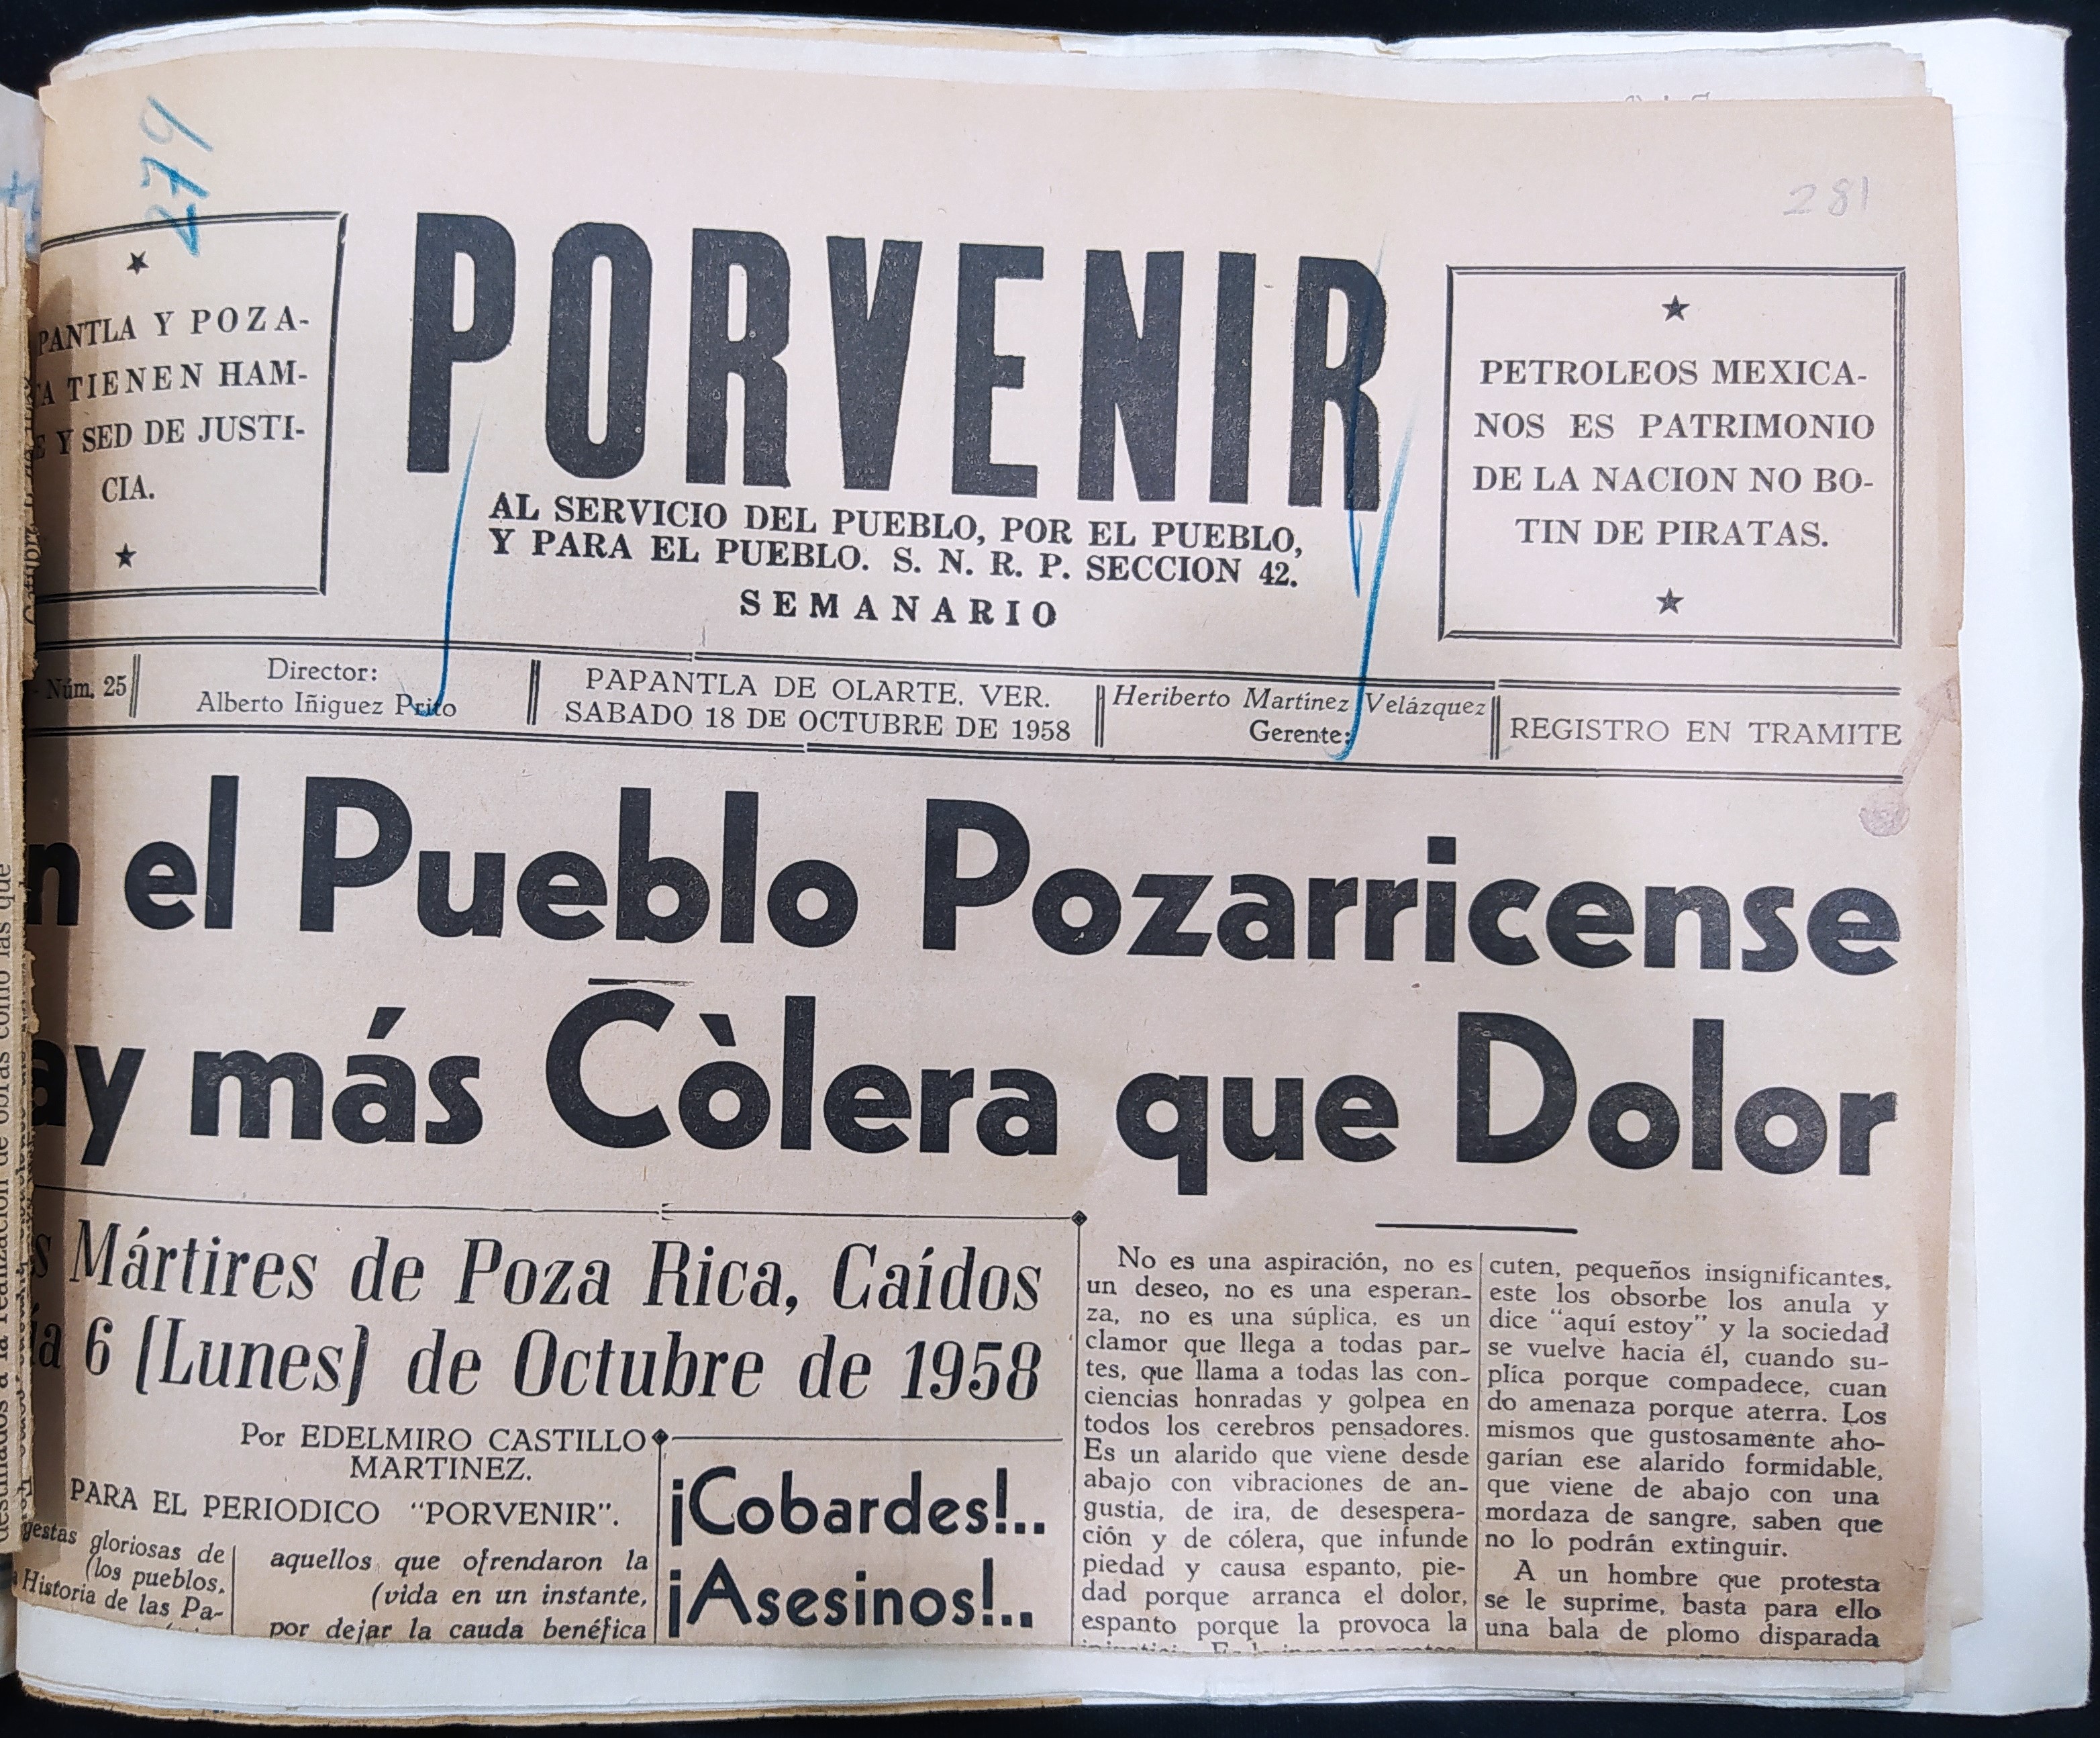 279
281
PANTLA Y POZA-
A TIENEN HAM-
E Y SED DE JUSTI-
CIA.
PORVENIR
AL SERVICIO DEL PUEBLO, POR EL PUEBLO,
Y PARA EL PUEBLO. S. N. R. P. SECCION 42.
SEMANARIO
PETROLEOS MEXICA-
NOS ES PATRIMONIO
DE LA NACION NO BO-
TIN DE PIRATAS.
Núm. 25
Director:
Alberto Iñiguez Prito
PAPANTLA DE OLARTE. VER.
SABADO 18 DE OCTUBRE DE 1958
Heriberto Martínez Velázquez
Gerente:
REGISTRO EN TRAMITE
n el Pueblo Pozarricense
ay más Còlera que Dolor
s Mártires de Poza Rica, Caídos
ía 6 (Lunes) de Octubre de 1958
Por EDELMIRO CASTILLO
MARTINEZ.
PARA EL PERIODICO "PORVENIR".
gestas gloriosas de
(los pueblos,
a Historia de las Pa-
aquellos que ofrendaron la
(vida en un instante,
por dejar la cauda benéfica
¡Cobardes!..
¡Asesinos!..
No es una aspiración, no es
un deseo, no es una esperan-
za, no es una súplica, es un
clamor que llega a todas par-
tes, que llama a todas las con-
ciencias honradas y golpea en
todos los cerebros pensadores.
Es un alarido que viene desde
abajo con vibraciones de an-
gustia, de ira, de desespera-
ción y de cólera, que infunde
piedad y causa espanto, pie-
dad porque arranca el dolor,
espanto porque la provoca la
cuten, pequeños insignificantes,
este los absorbe los anula y
dice "aquí estoy" y la sociedad
se vuelve hacia él, cuando su-
plíca porque compadece, cuan
do amenaza porque aterra. Los
mismos que gustosamente aho-
garían ese alarido formidable,
que viene de abajo con una
mordaza de sangre, saben que
no lo podrán extinguir.
A un hombre que protesta
se le suprime, basta para ello
una bala de plomo disparada